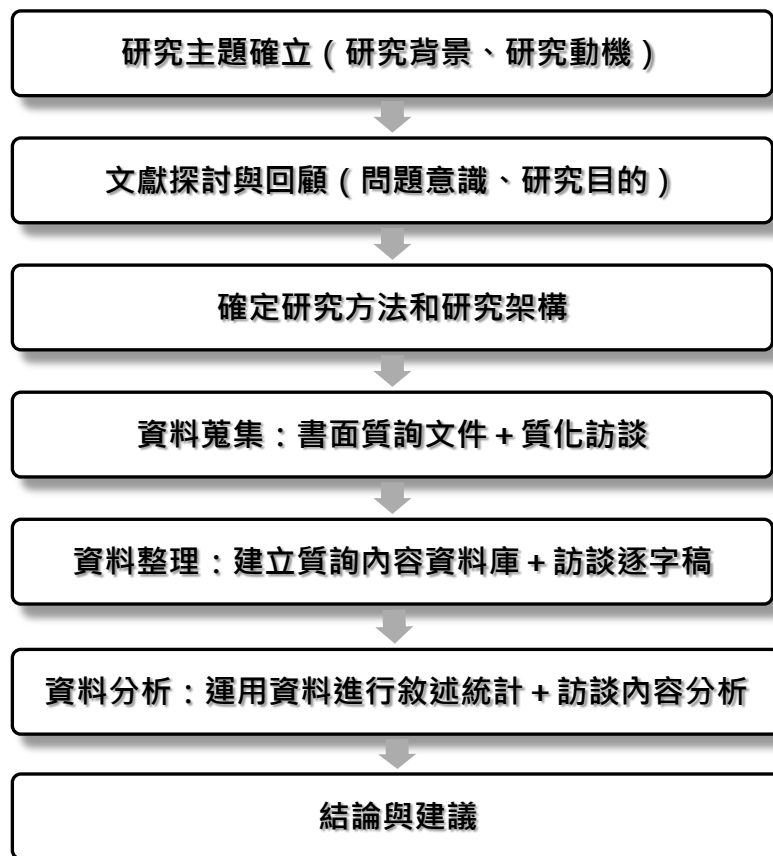 研究主題確立（研究背景、研究動機）
文獻探討與回顧（問題意識、研究目的）
確定研究方法和研究架構
資料蒐集：書面質詢文件＋質化訪談
資料整理：建立質詢內容資料庫＋訪談逐字稿
資料分析：運用資料進行敘述統計＋訪談內容分析
結論與建議